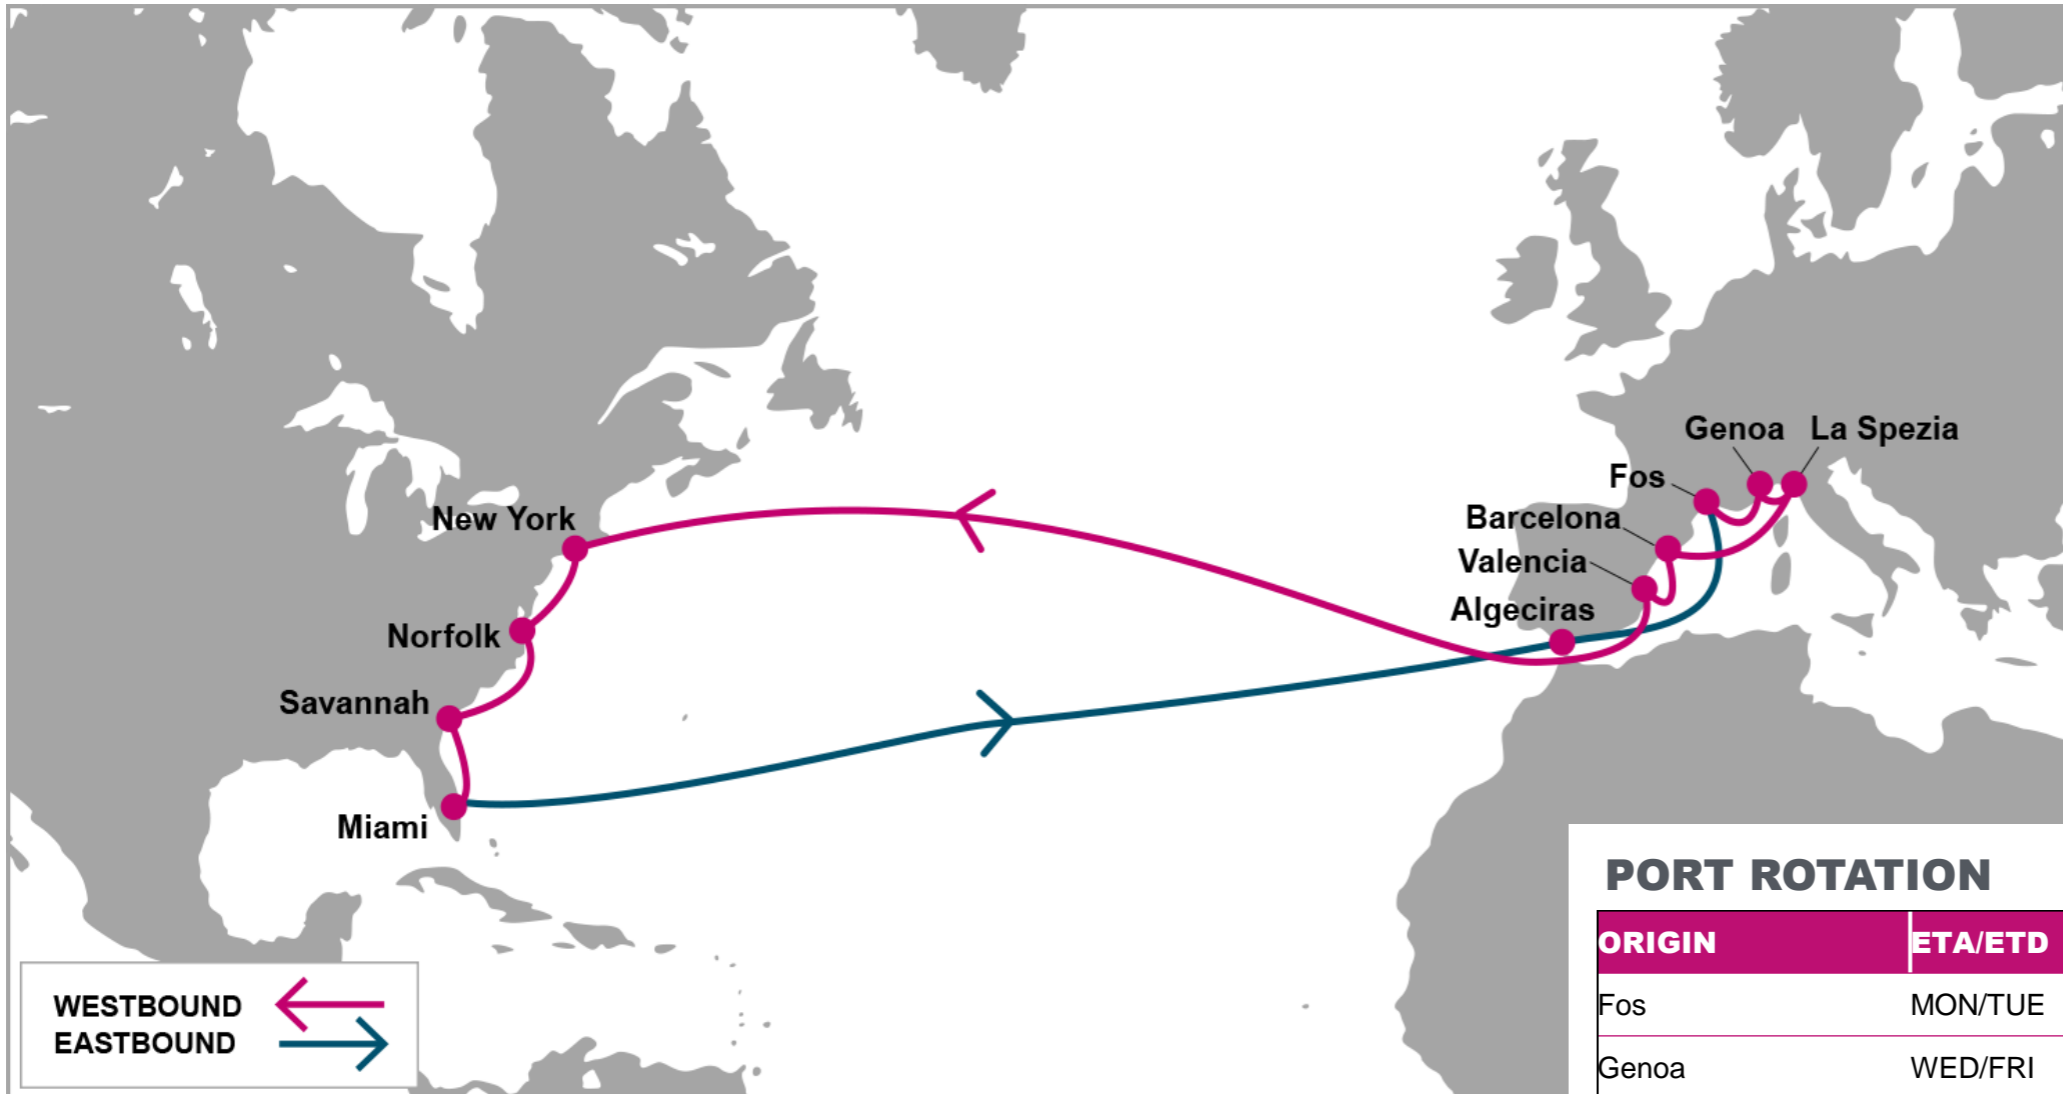 Genoa La Spezia
Fos
New York
Barcelona
Valencia
Algeciras
Norfolk
Savannah
Miami
PORT ROTATION
ORIGIN ETA/ETD
Fos MON/TUE
Genoa WED/FRI
WESTBOUND
EASTBOUND